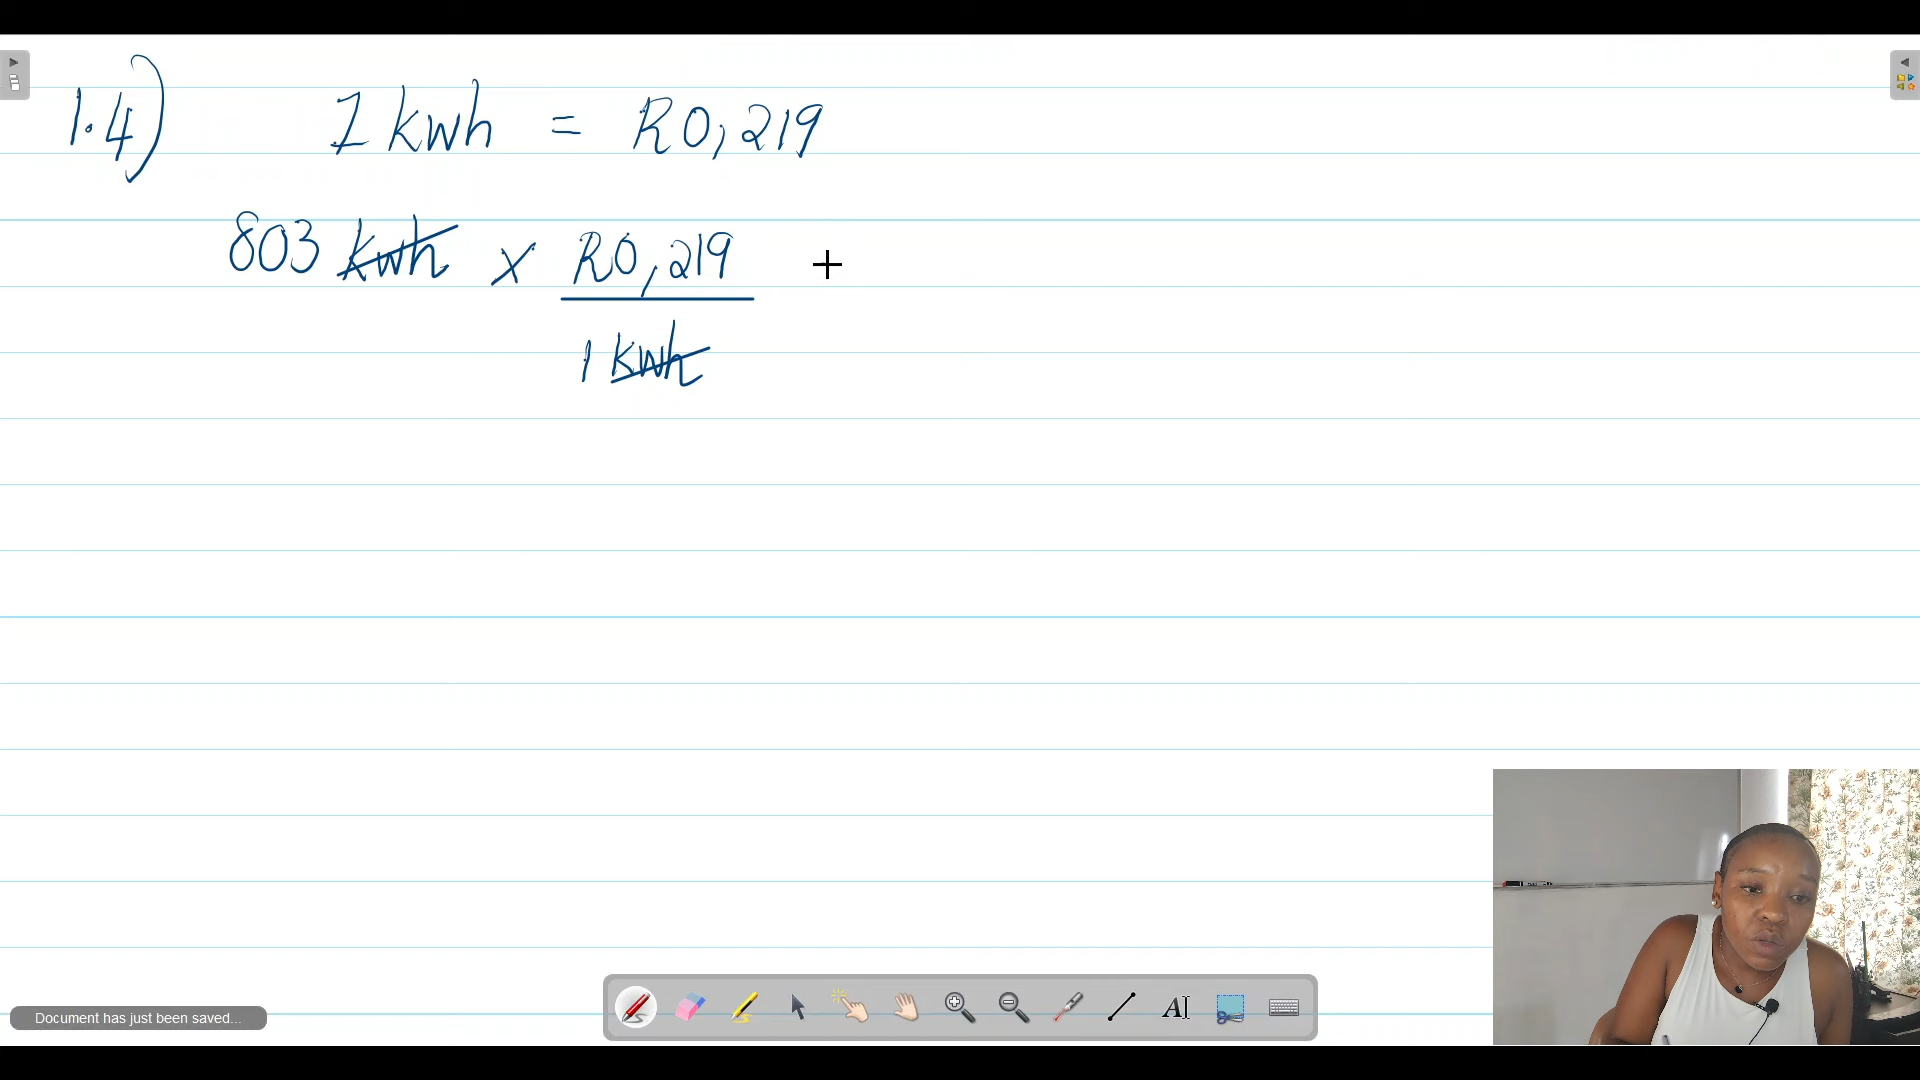 1.4) 1 kwh = R0,219
803 kwh x R0,219
1 kwh
Document has just been saved...